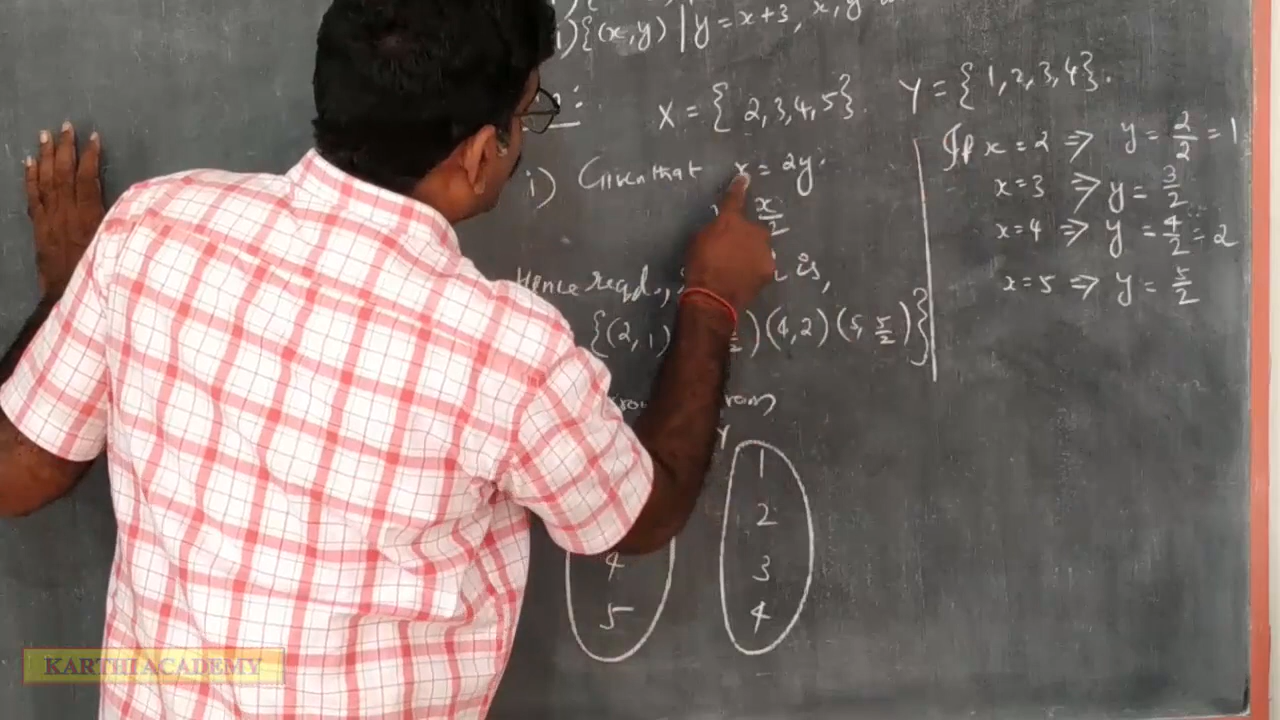 i){(x,y) | y = x+3, x, y
X = { 2,3,4,5}. Y = { 1,2,3,4}.
i) Given that x = 2y.
x/2
Hence reqd.,
is,
{(2,1) (4,2) (5, 5/2)}
Y
1
2
3
4
4
5
If x=2 ⇒ y = 2/2 = 1
x=3 ⇒ y = 3/2
x=4 ⇒ y = 4/2 = 2
x=5 ⇒ y = 5/2
KARTHI ACADEMY